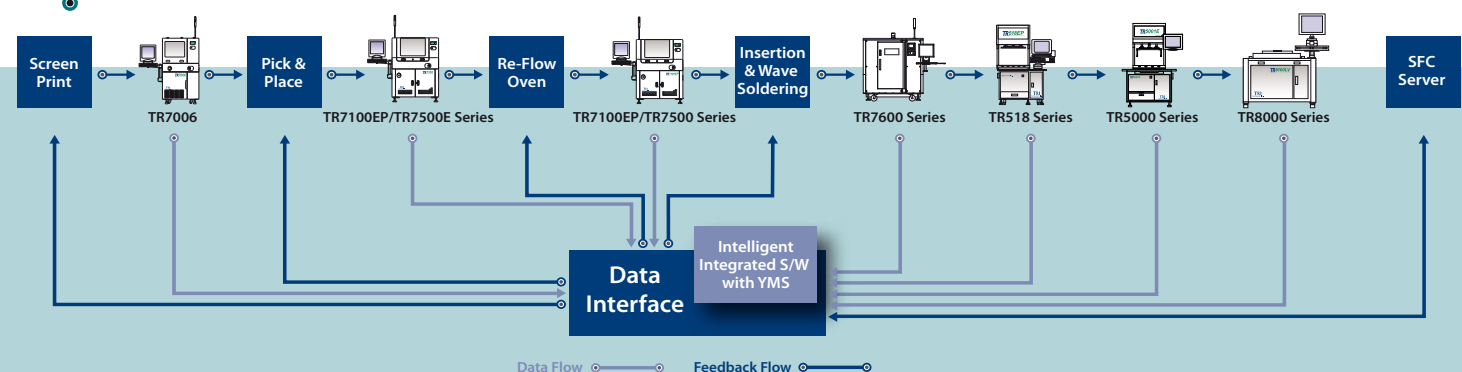 Screen
Print
TR7006
Pick &
Place
TR7100EP/TR7500E Series
Re-Flow
Oven
TR7100EP/TR7500 Series
Insertion
& Wave
Soldering
TR7600 Series
TR518 Series
TR5000 Series
TR8000 Series
SFC
Server
Data
Interface
Intelligent
Integrated S/W
with YMS
Data Flow
Feedback Flow